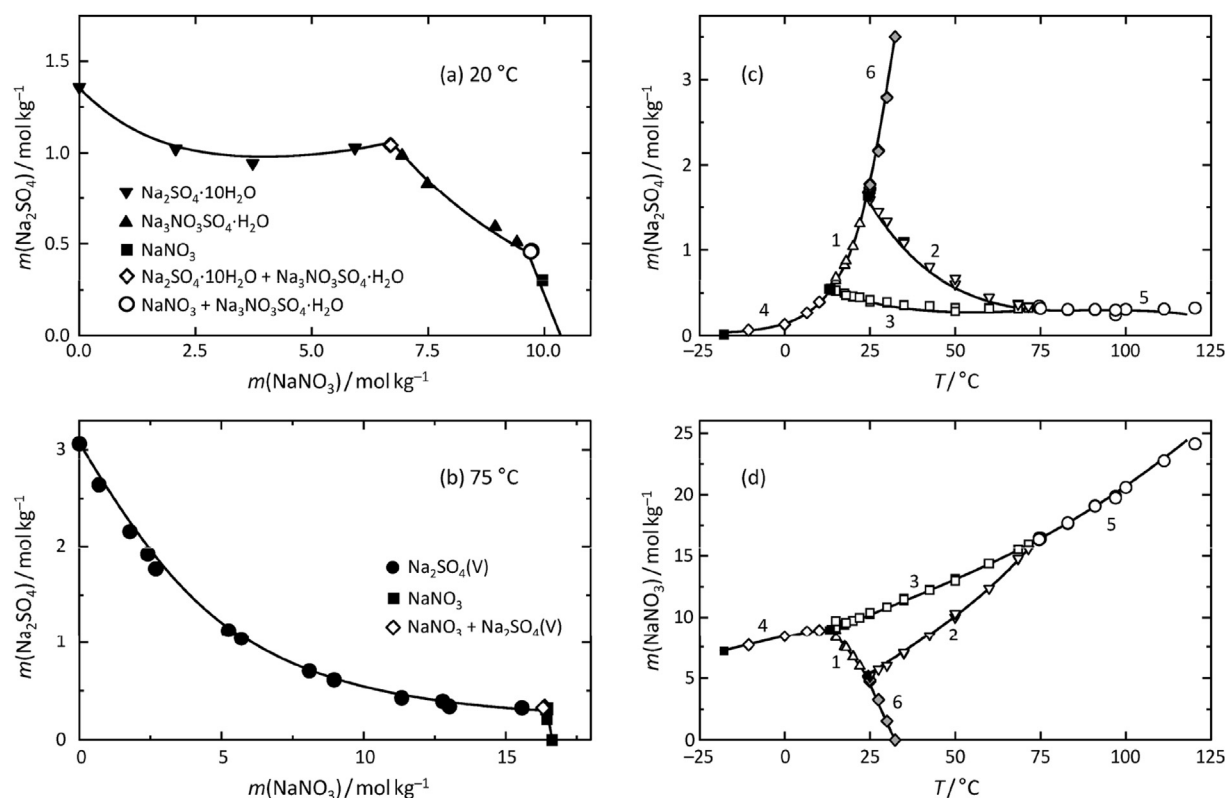 (a) 20 °C
m(Na₂SO₄) / mol kg⁻¹
1.5
1.0
0.5
0.0
▼ Na₂SO₄·10H₂O
▲ Na₃NO₃SO₄·H₂O
■ NaNO₃
◇ Na₂SO₄·10H₂O + Na₃NO₃SO₄·H₂O
○ NaNO₃ + Na₃NO₃SO₄·H₂O
0.0 2.5 5.0 7.5 10.0
m(NaNO₃) / mol kg⁻¹
(c)
m(Na₂SO₄) / mol kg⁻¹
3
2
1
0
6
1
2
4
3
5
−25 0 25 50 75 100 125
T / °C
(b) 75 °C
m(Na₂SO₄) / mol kg⁻¹
3
2
1
0
● Na₂SO₄(V)
■ NaNO₃
◇ NaNO₃ + Na₂SO₄(V)
0 5 10 15
m(NaNO₃) / mol kg⁻¹
(d)
m(NaNO₃) / mol kg⁻¹
25
20
15
10
5
0
5
3
4
2
1
6
−25 0 25 50 75 100 125
T / °C